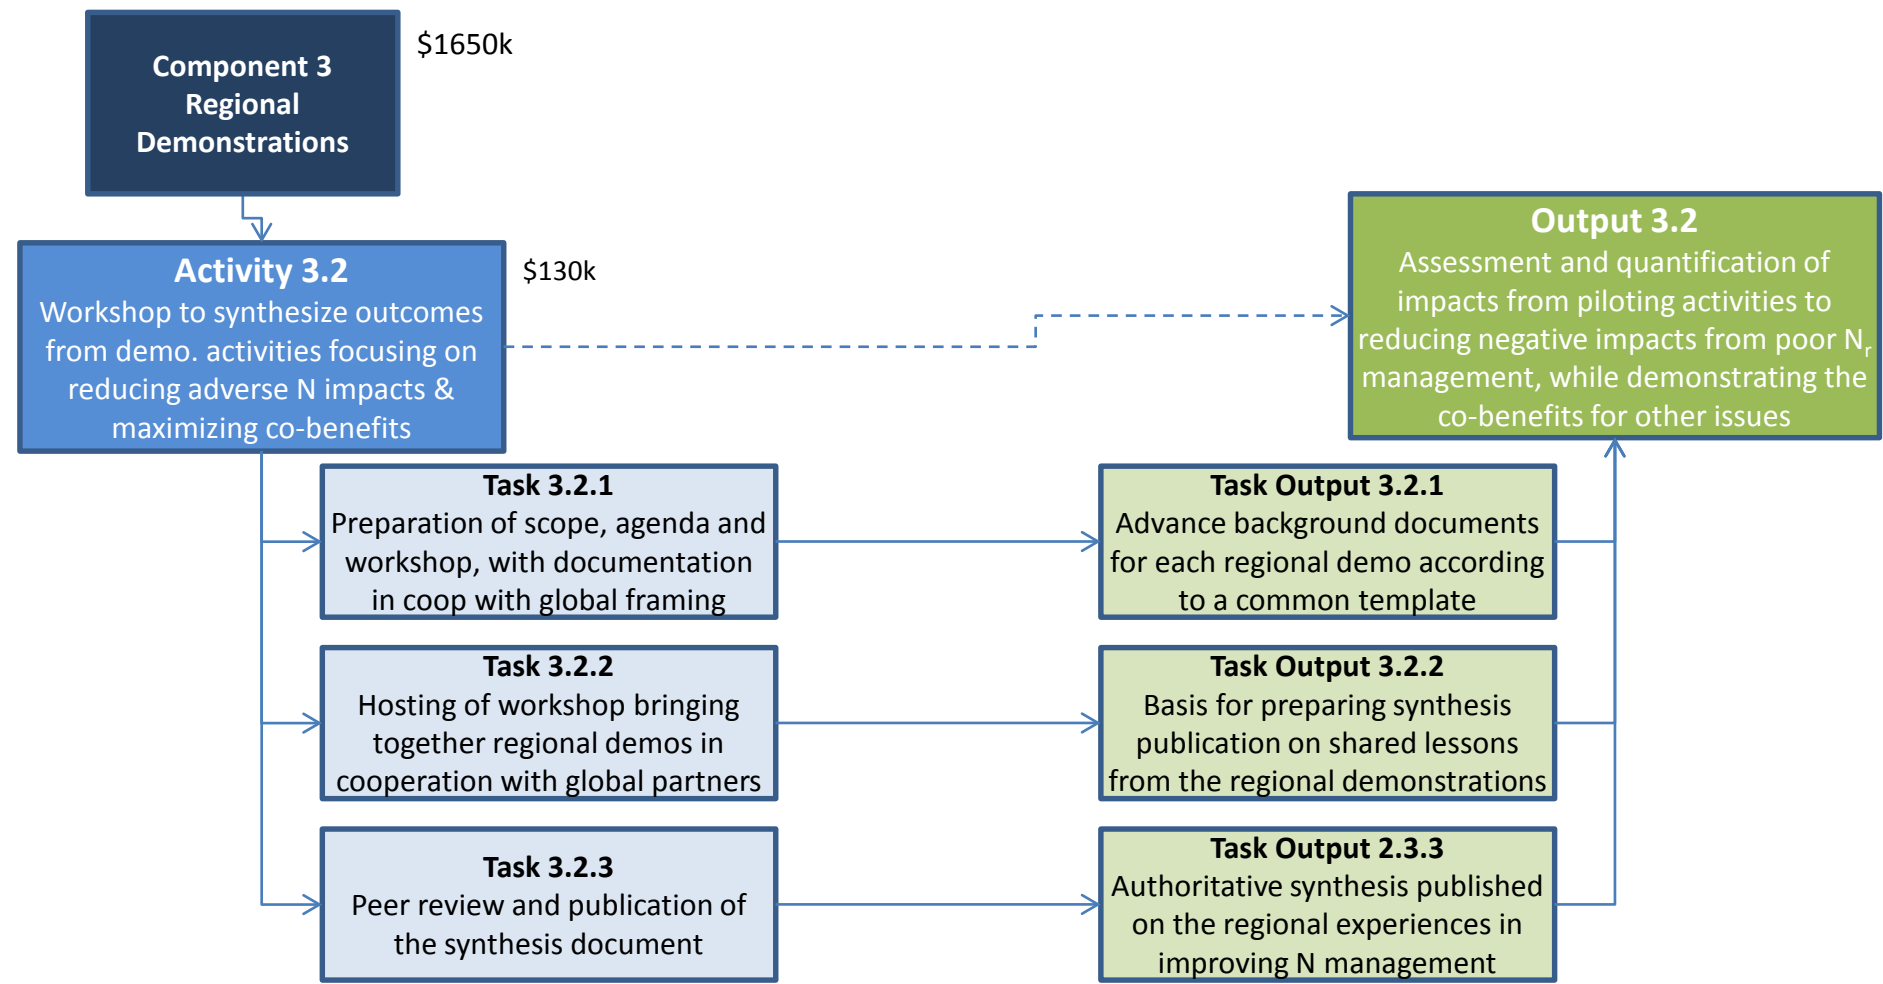 Component 3
Regional
Demonstrations
$1650k
Activity 3.2
Workshop to synthesize outcomes
from demo. activities focusing on
reducing adverse N impacts &
maximizing co-benefits
$130k
Output 3.2
Assessment and quantification of
impacts from piloting activities to
reducing negative impacts from poor Nr
management, while demonstrating the
co-benefits for other issues
Task 3.2.1
Preparation of scope, agenda and
workshop, with documentation
in coop with global framing
Task Output 3.2.1
Advance background documents
for each regional demo according
to a common template
Task 3.2.2
Hosting of workshop bringing
together regional demos in
cooperation with global partners
Task Output 3.2.2
Basis for preparing synthesis
publication on shared lessons
from the regional demonstrations
Task 3.2.3
Peer review and publication of
the synthesis document
Task Output 2.3.3
Authoritative synthesis published
on the regional experiences in
improving N management